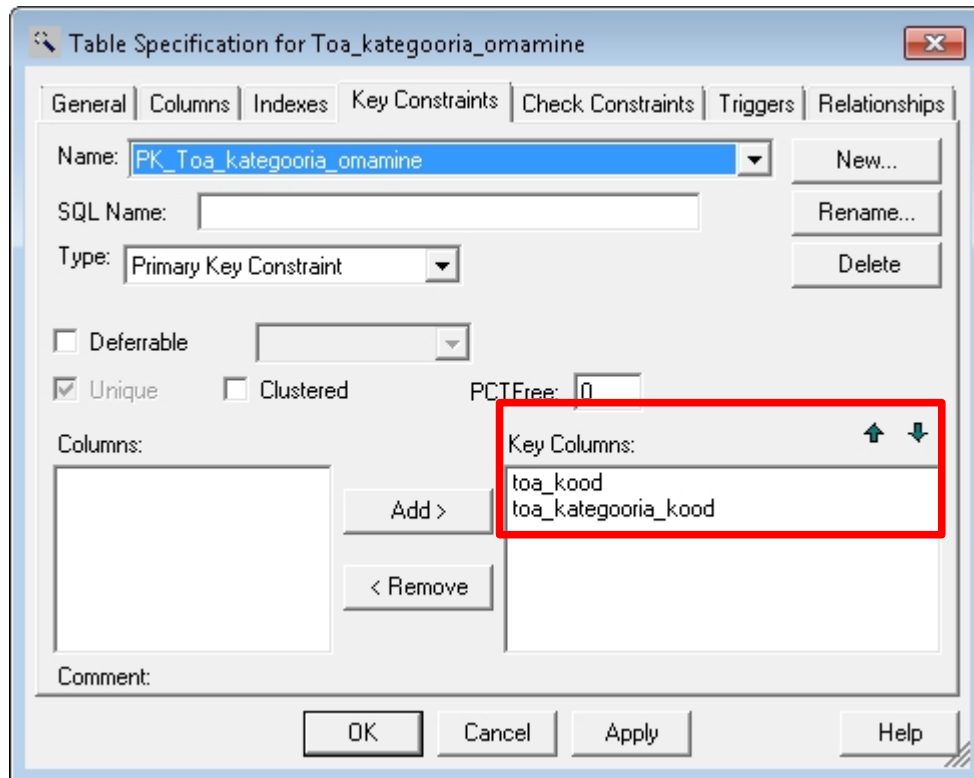 Table Specification for Toa_kategooria_omamine
General Columns Indexes Key Constraints Check Constraints Triggers Relationships
Name: PK_Toa_kategooria_omamine New...
SQL Name: Rename...
Type: Primary Key Constraint Delete
Deferrable
Unique Clustered PCTFree: 0
Columns: Key Columns:
toa_kood
Add > toa_kategooria_kood
< Remove
Comment:
OK Cancel Apply Help